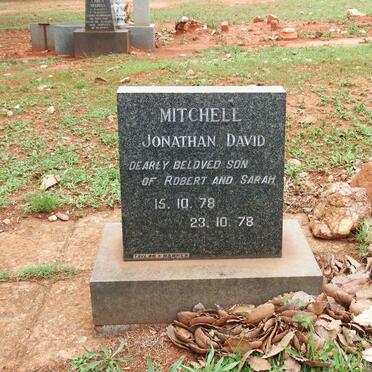 MITCHELL
JONATHAN DAVID
DEARLY BELOVED SON
OF ROBERT AND SARAH
15.10.78
23.10.78